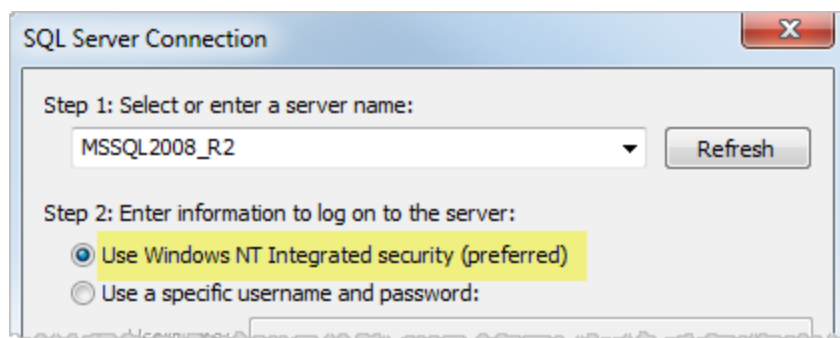 SQL Server Connection
Step 1: Select or enter a server name:
MSSQL2008_R2
Refresh
Step 2: Enter information to log on to the server:
Use Windows NT Integrated security (preferred)
Use a specific username and password: